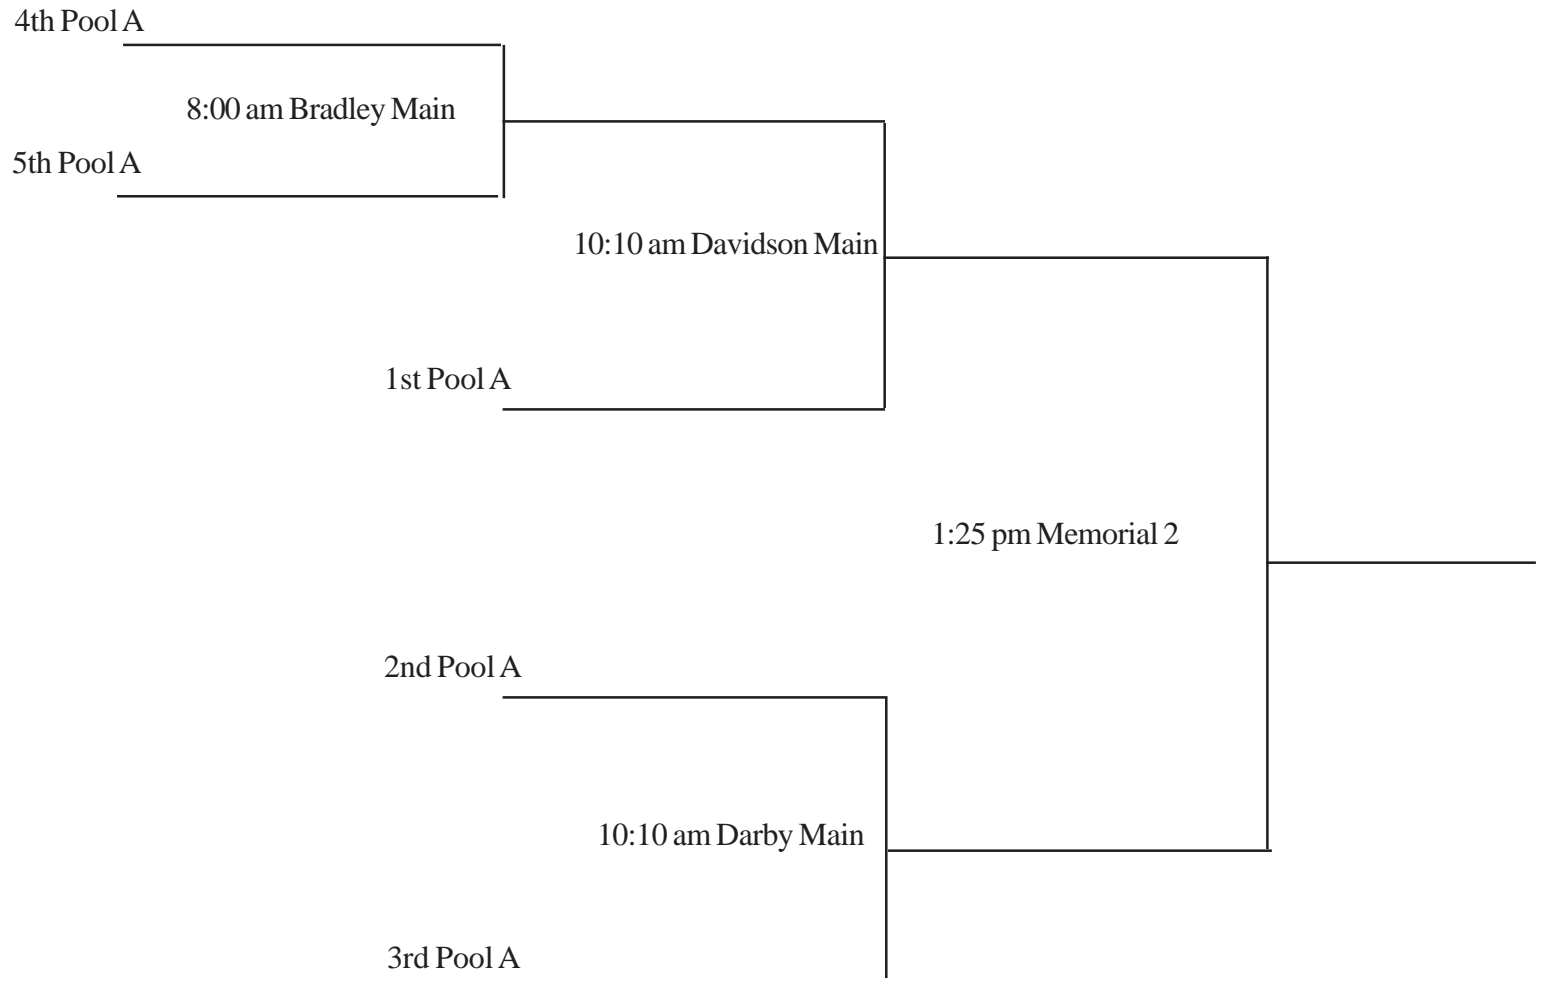 4th Pool A
8:00 am Bradley Main
5th Pool A
10:10 am Davidson Main
1st Pool A
1:25 pm Memorial 2
2nd Pool A
10:10 am Darby Main
3rd Pool A